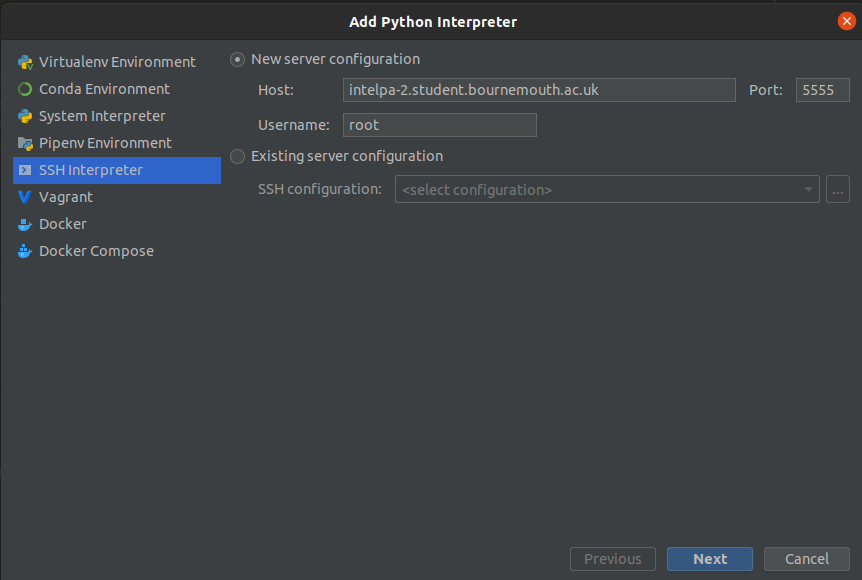 Add Python Interpreter
Virtualenv Environment
Conda Environment
System Interpreter
Pipenv Environment
SSH Interpreter
Vagrant
Docker
Docker Compose
New server configuration
Host: intelpa-2.student.bournemouth.ac.uk Port: 5555
Username: root
Existing server configuration
SSH configuration: <select configuration> ...
Previous Next Cancel